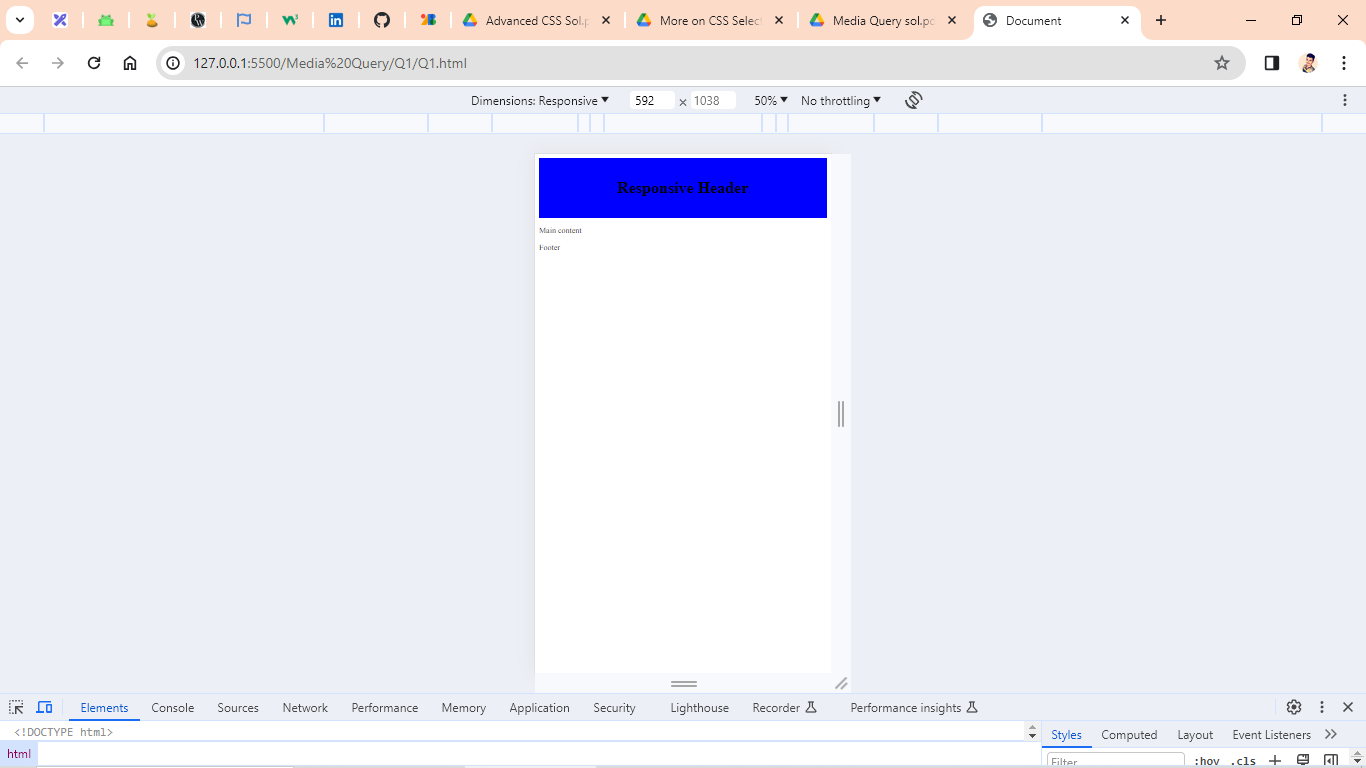 Advanced CSS Sol.p
More on CSS Select
Media Query sol.pd
Document
127.0.0.1:5500/Media%20Query/Q1/Q1.html
Dimensions: Responsive 592 × 1038 50% No throttling
Responsive Header
Main content
Footer
Elements Console Sources Network Performance Memory Application Security Lighthouse Recorder Performance insights
<!DOCTYPE html>
html
Styles Computed Layout Event Listeners
Filter :hov .cls